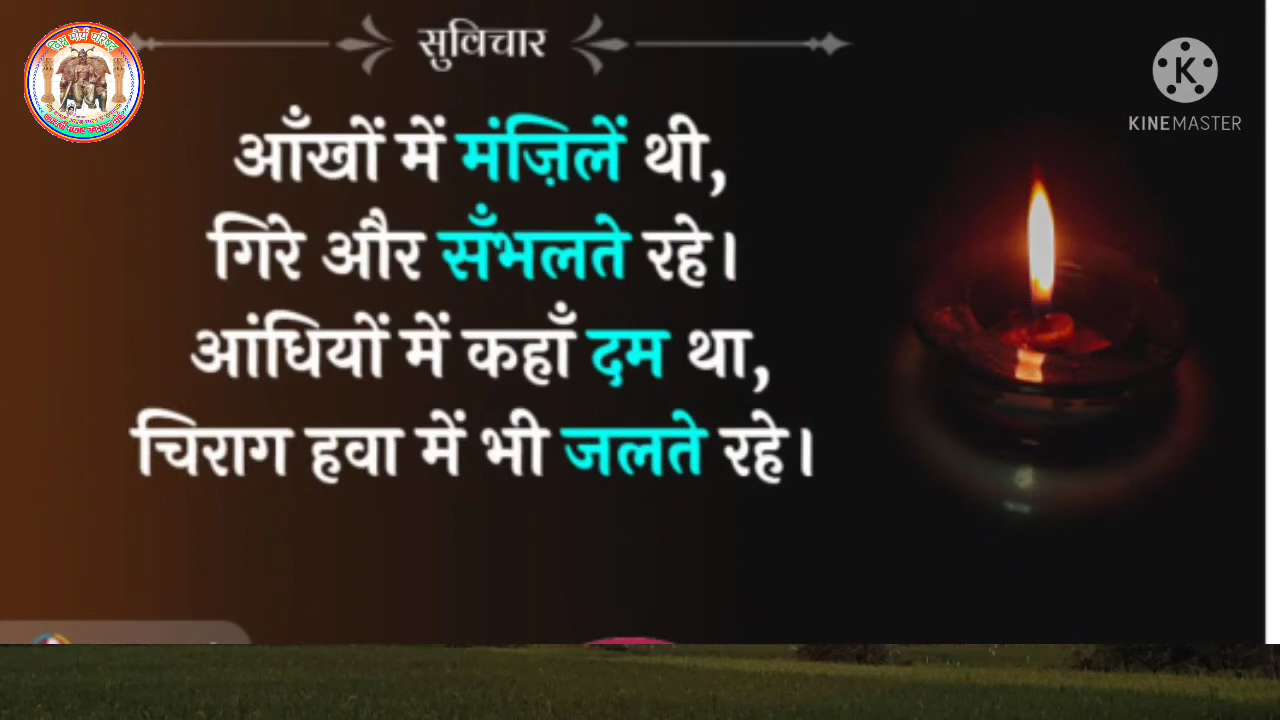 सुविचार
आँखों में मंज़िलें थी,
गिरे और सँभलते रहे।
आंधियों में कहाँ दम था,
चिराग हवा में भी जलते रहे।
K
KINEMASTER